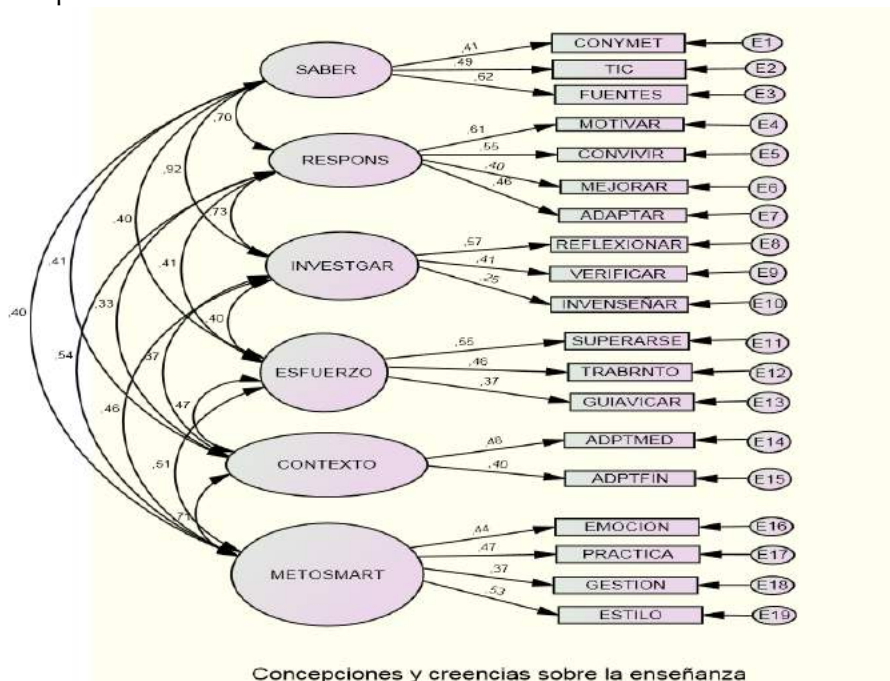 ,41
CONYMET
E1
SABER
,49
TIC
E2
,62
FUENTES
E3
,70
,61
MOTIVAR
E4
RESPONS
,55
CONVIVIR
E5
,92
,40
MEJORAR
E6
,46
ADAPTAR
E7
,40
,73
,57
REFLEXIONAR
E8
INVESTGAR
,41
VERIFICAR
E9
,41
,41
,25
INVENSEÑAR
E10
,40
,33
,40
,55
SUPERARSE
E11
,54
,37
ESFUERZO
,46
TRABRNTO
E12
,46
,47
,37
GUIAVICAR
E13
,46
ADPTMED
E14
CONTEXTO
,51
,40
ADPTFIN
E15
,71
,44
EMOCION
E16
,47
PRACTICA
E17
METOSMART
,37
GESTION
E18
,53
ESTILO
E19
Concepciones y creencias sobre la enseñanza